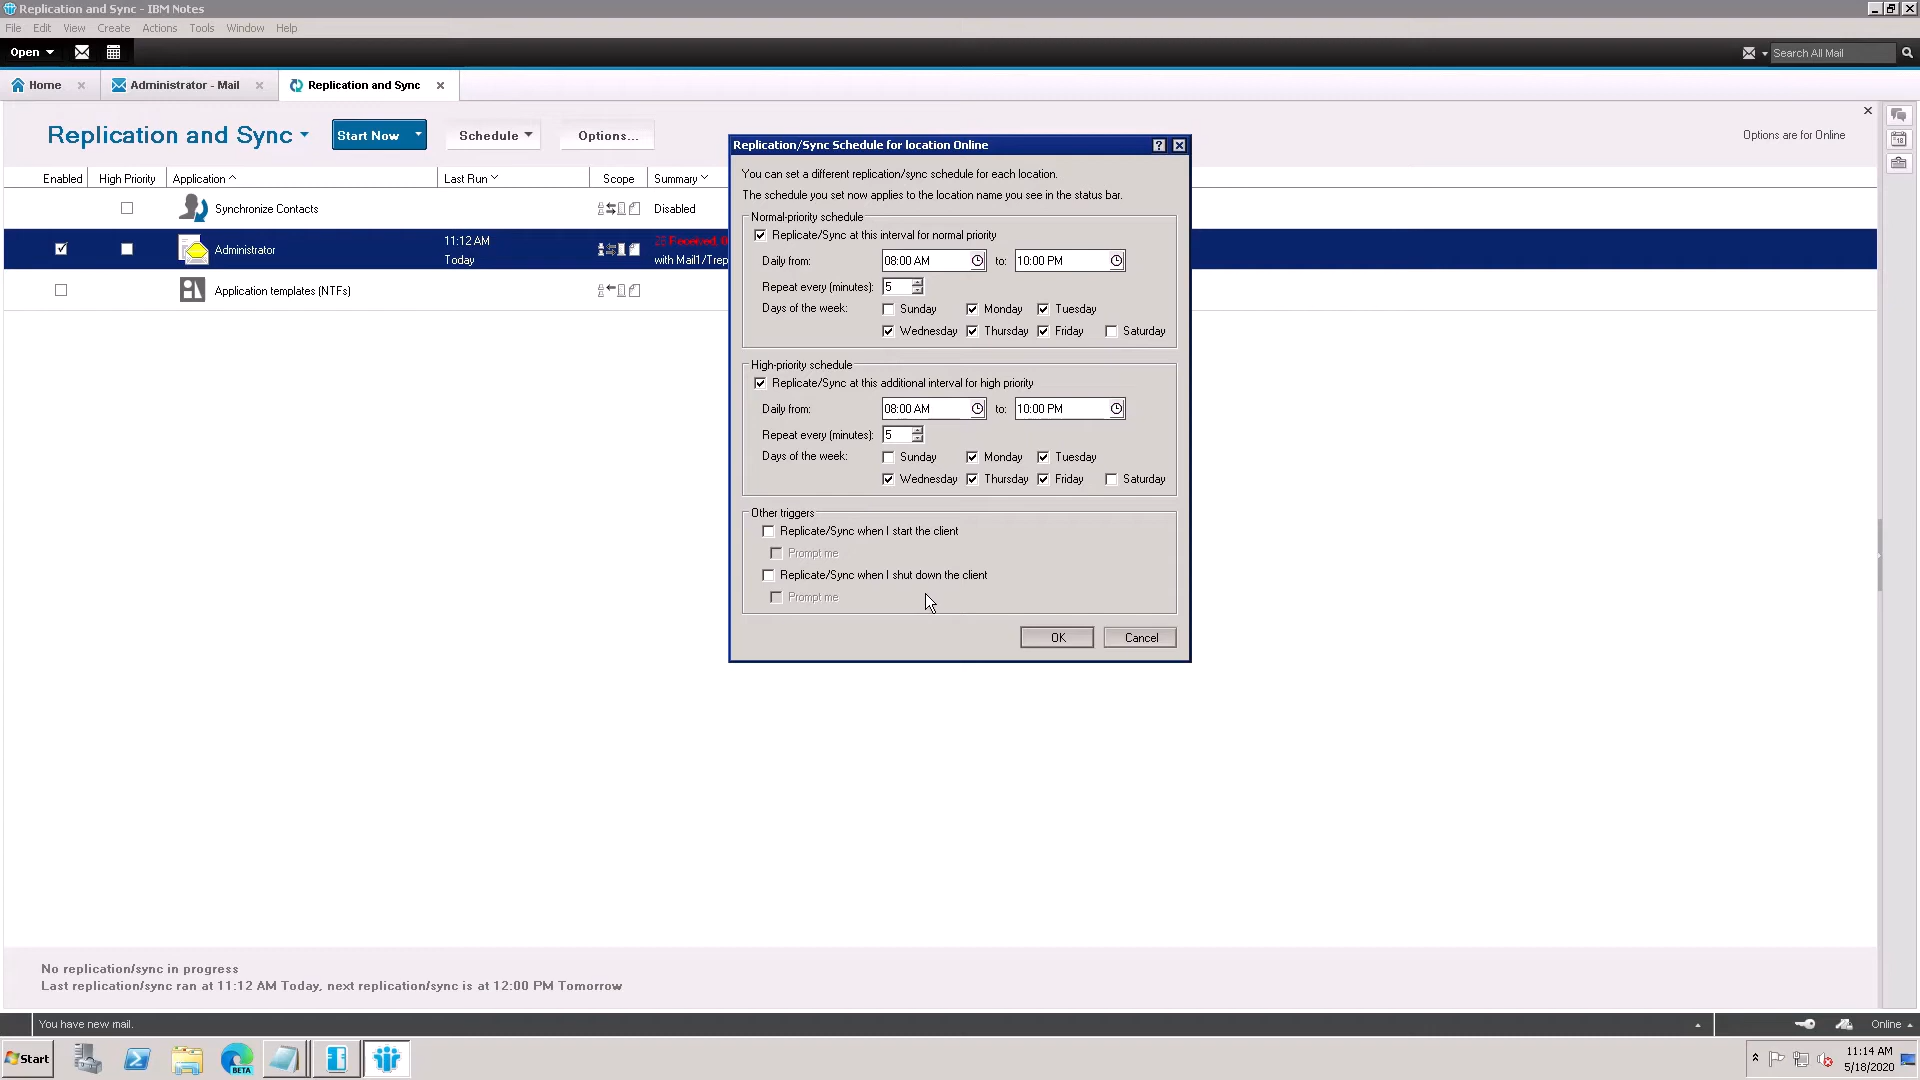 Replication and Sync - IBM Notes
File Edit View Create Actions Tools Window Help
Open
Search All Mail
Home
Administrator - Mail
Replication and Sync
Replication and Sync
Start Now
Schedule
Options...
Options are for Online
Enabled
High Priority
Application
Last Run
Scope
Summary
Synchronize Contacts
Disabled
Administrator
11:12 AM
Today
28 Received, 0
with Mail1/Trep
Application templates (NTFs)
Replication/Sync Schedule for location Online
You can set a different replication/sync schedule for each location.
The schedule you set now applies to the location name you see in the status bar.
Normal-priority schedule
Replicate/Sync at this interval for normal priority
Daily from: 08:00 AM to: 10:00 PM
Repeat every (minutes): 5
Days of the week: Sunday Monday Tuesday
Wednesday Thursday Friday Saturday
High-priority schedule
Replicate/Sync at this additional interval for high priority
Daily from: 08:00 AM to: 10:00 PM
Repeat every (minutes): 5
Days of the week: Sunday Monday Tuesday
Wednesday Thursday Friday Saturday
Other triggers
Replicate/Sync when I start the client
Prompt me
Replicate/Sync when I shut down the client
Prompt me
OK
Cancel
No replication/sync in progress
Last replication/sync ran at 11:12 AM Today, next replication/sync is at 12:00 PM Tomorrow
You have new mail.
Online
Start
BETA
11:14 AM
5/18/2020